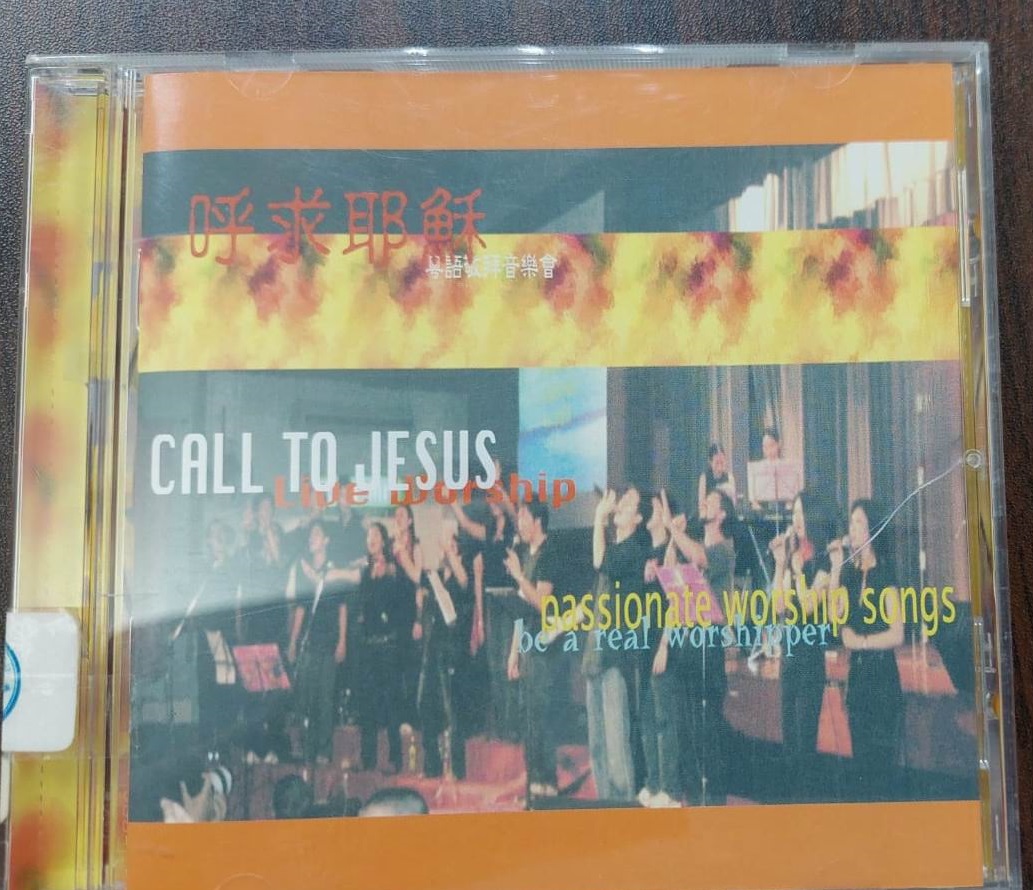 呼求耶穌
粵語敬拜音樂會
CALL TO JESUS
Live Worship
passionate worship songs
be a real worshipper